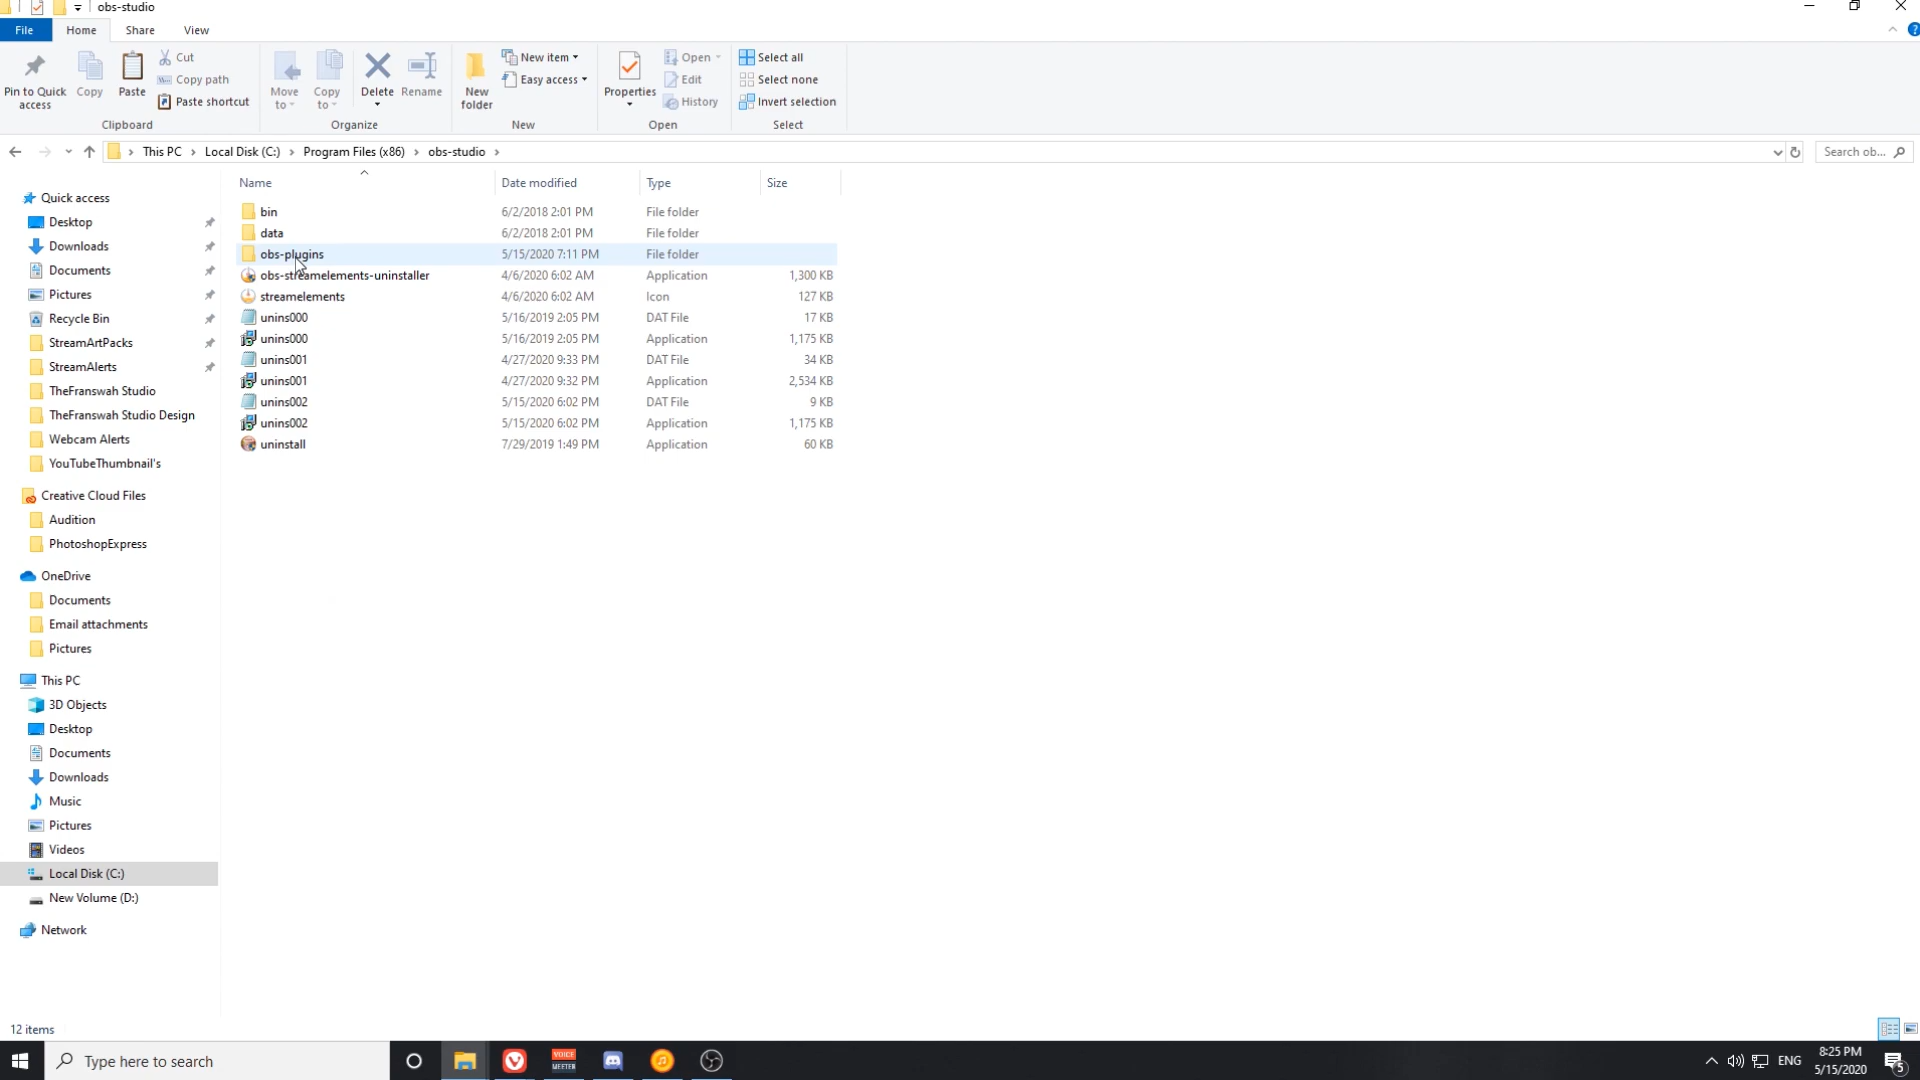 obs-studio
File Home Share View
Pin to Quick access
Copy
Paste
Cut
Copy path
Paste shortcut
Clipboard
Move to
Copy to
Delete
Rename
Organize
New folder
New item
Easy access
New
Properties
Open
Edit
History
Open
Select all
Select none
Invert selection
Select
This PC > Local Disk (C:) > Program Files (x86) > obs-studio >
Search ob...
Name Date modified Type Size
bin 6/2/2018 2:01 PM File folder
data 6/2/2018 2:01 PM File folder
obs-plugins 5/15/2020 7:11 PM File folder
obs-streamelements-uninstaller 4/6/2020 6:02 AM Application 1,300 KB
streamelements 4/6/2020 6:02 AM Icon 127 KB
unins000 5/16/2019 2:05 PM DAT File 17 KB
unins000 5/16/2019 2:05 PM Application 1,175 KB
unins001 4/27/2020 9:33 PM DAT File 34 KB
unins001 4/27/2020 9:32 PM Application 2,534 KB
unins002 5/15/2020 6:02 PM DAT File 9 KB
unins002 5/15/2020 6:02 PM Application 1,175 KB
uninstall 7/29/2019 1:49 PM Application 60 KB
Quick access
Desktop
Downloads
Documents
Pictures
Recycle Bin
StreamArtPacks
StreamAlerts
TheFranswah Studio
TheFranswah Studio Design
Webcam Alerts
YouTubeThumbnail's
Creative Cloud Files
Audition
PhotoshopExpress
OneDrive
Documents
Email attachments
Pictures
This PC
3D Objects
Desktop
Documents
Downloads
Music
Pictures
Videos
Local Disk (C:)
New Volume (D:)
Network
12 items
Type here to search
VOICE
MEETER
ENG
8:25 PM
5/15/2020
5